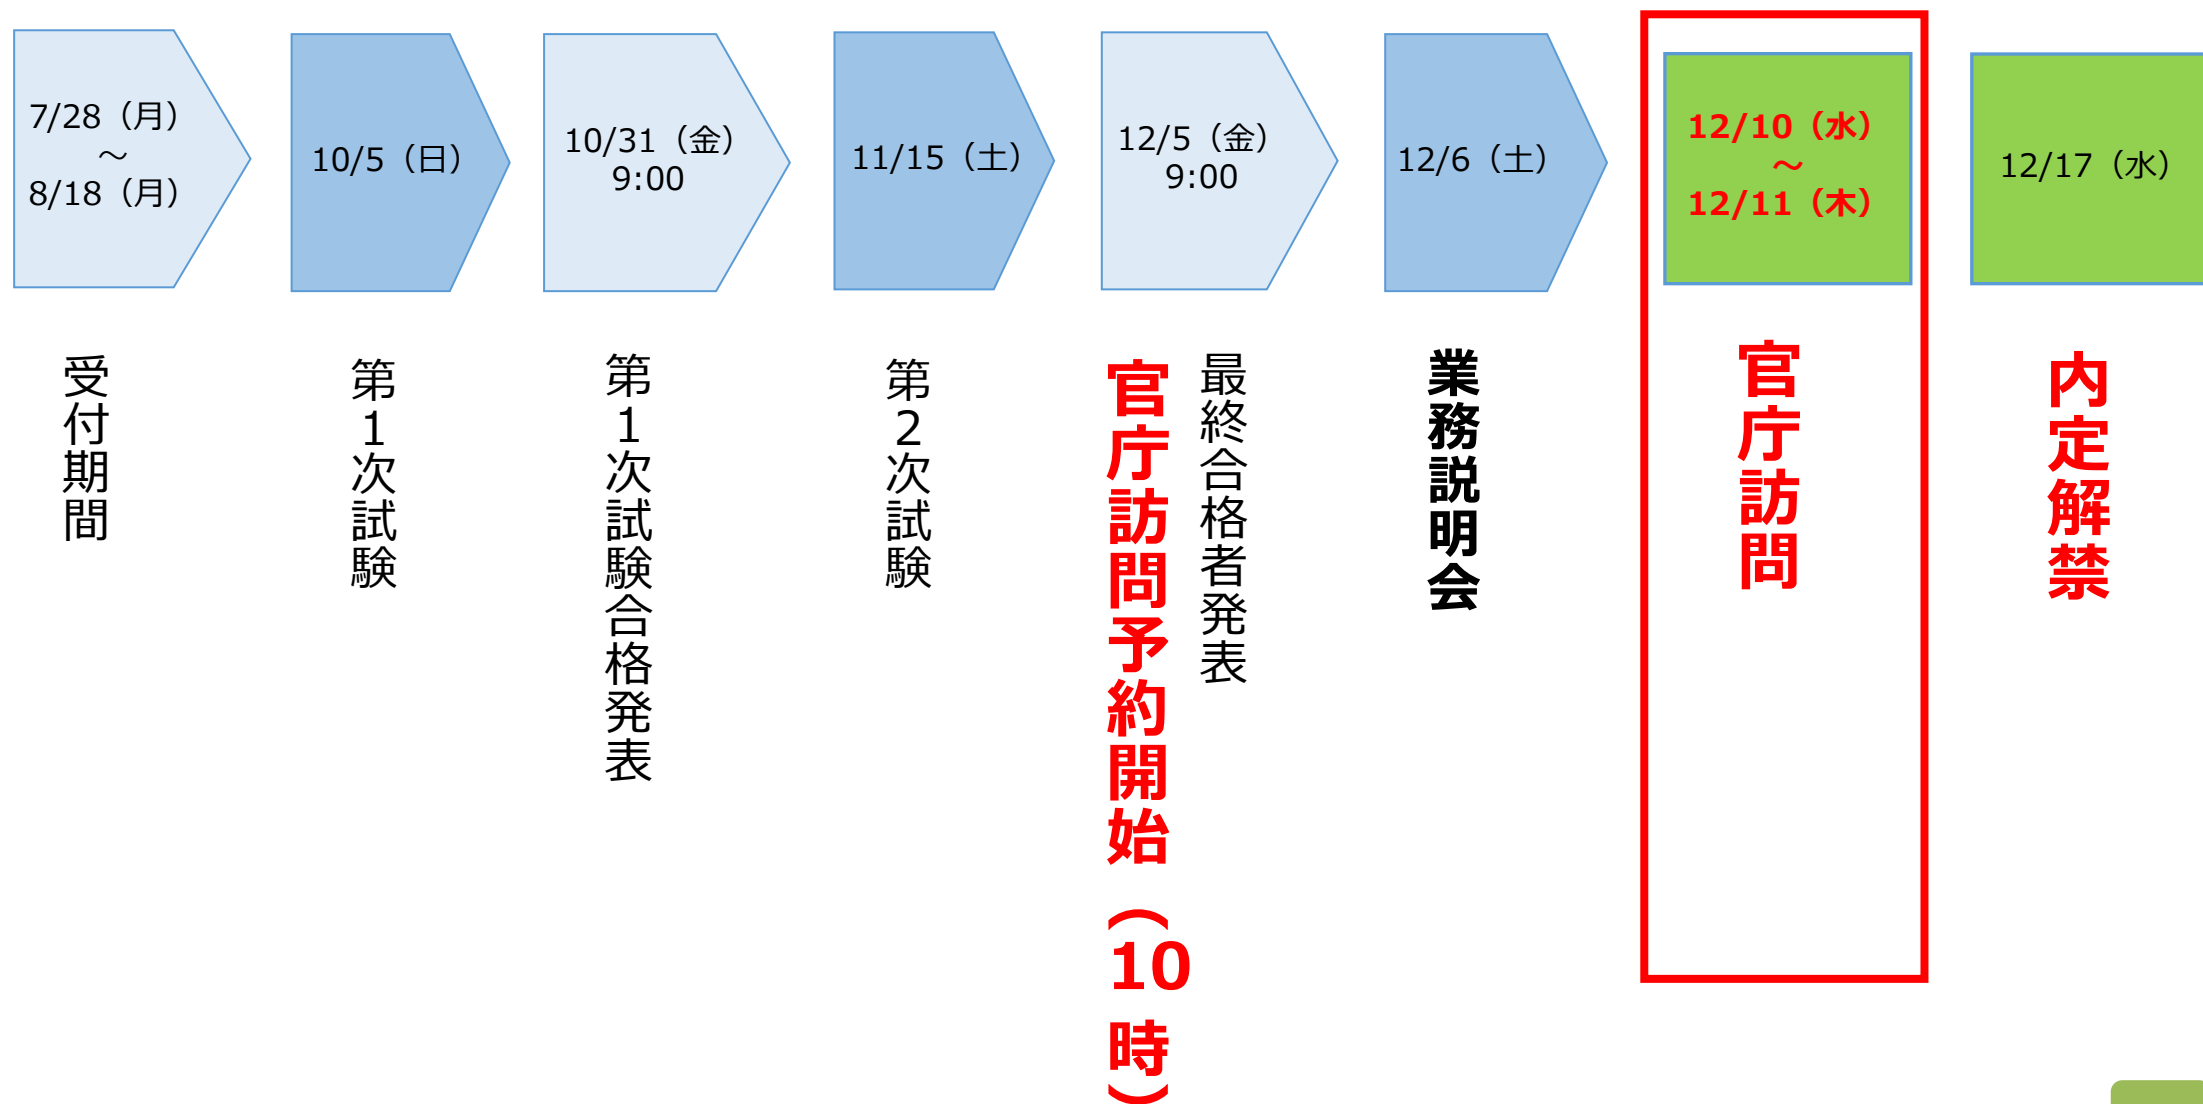 7/28（月）
～
8/18（月）
10/5（日）
10/31（金）
9:00
11/15（土）
12/5（金）
9:00
12/6（土）
12/10（水）
～
12/11（木）
12/17（水）
受付期間
第１次試験
第１次試験合格発表
第２次試験
最終合格者発表
官庁訪問予約開始（10時）
業務説明会
官庁訪問
内定解禁